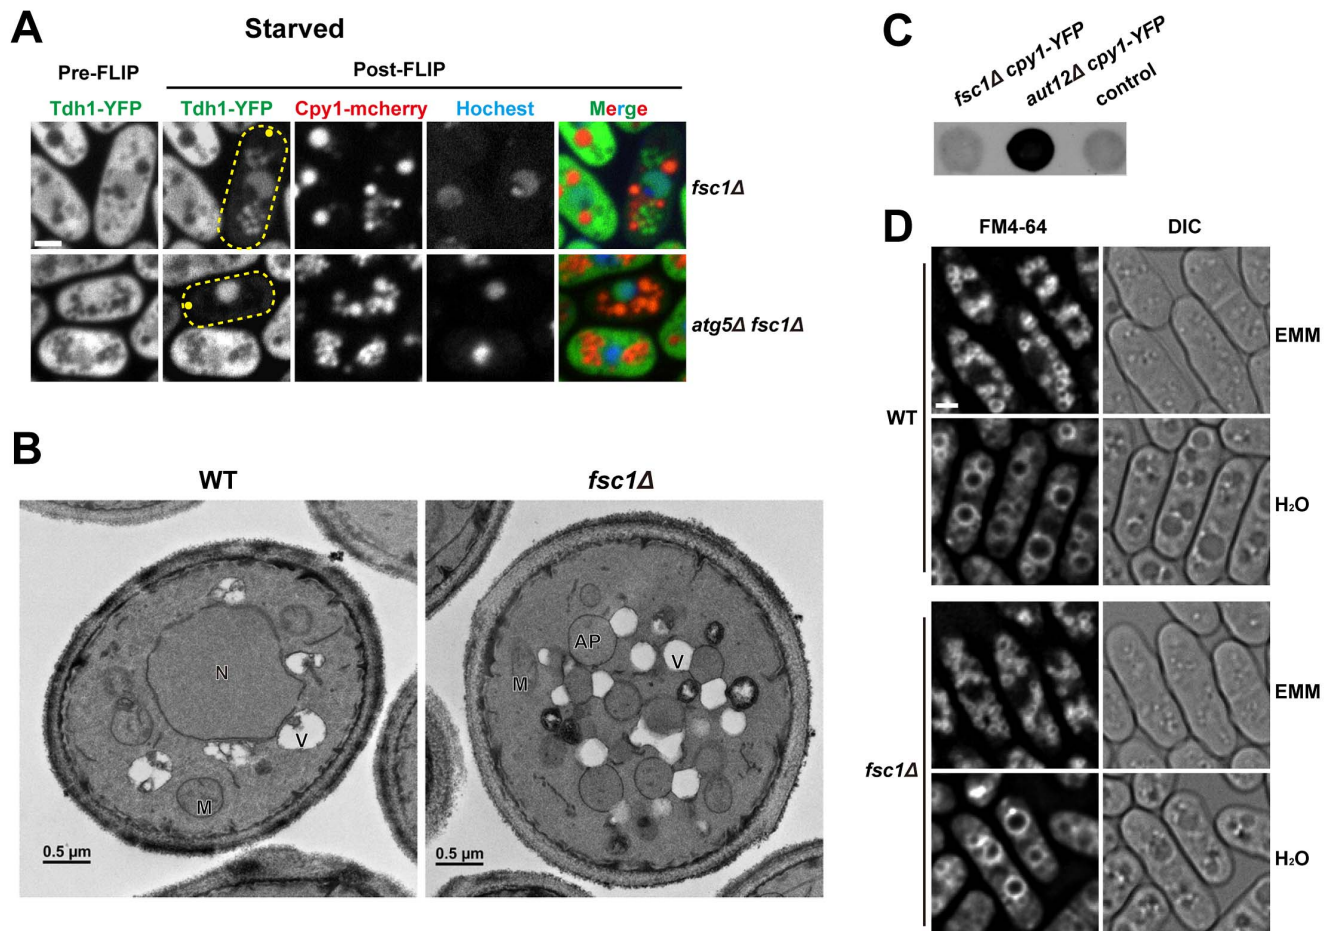 A
Starved
Pre-FLIP
Post-FLIP
Tdh1-YFP
Tdh1-YFP
Cpy1-mcherry
Hochest
Merge
fsc1Δ
atg5Δ fsc1Δ
B
WT
fsc1Δ
N
V
M
0.5 µm
AP
V
M
0.5 µm
C
fsc1Δ cpy1-YFP
aut12Δ cpy1-YFP
control
D
FM4-64
DIC
WT
EMM
H₂O
fsc1Δ
EMM
H₂O